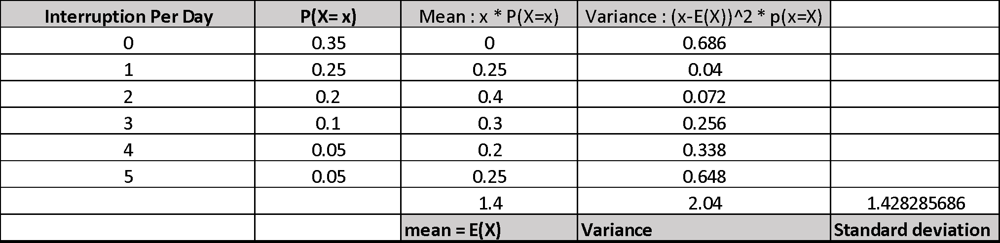 Interruption Per Day P(X= x) Mean : x * P(X=x) Variance : (x-E(X))^2 * p(x=X)
0 0.35 0 0.686
1 0.25 0.25 0.04
2 0.2 0.4 0.072
3 0.1 0.3 0.256
4 0.05 0.2 0.338
5 0.05 0.25 0.648
1.4 2.04 1.428285686
mean = E(X) Variance Standard deviation